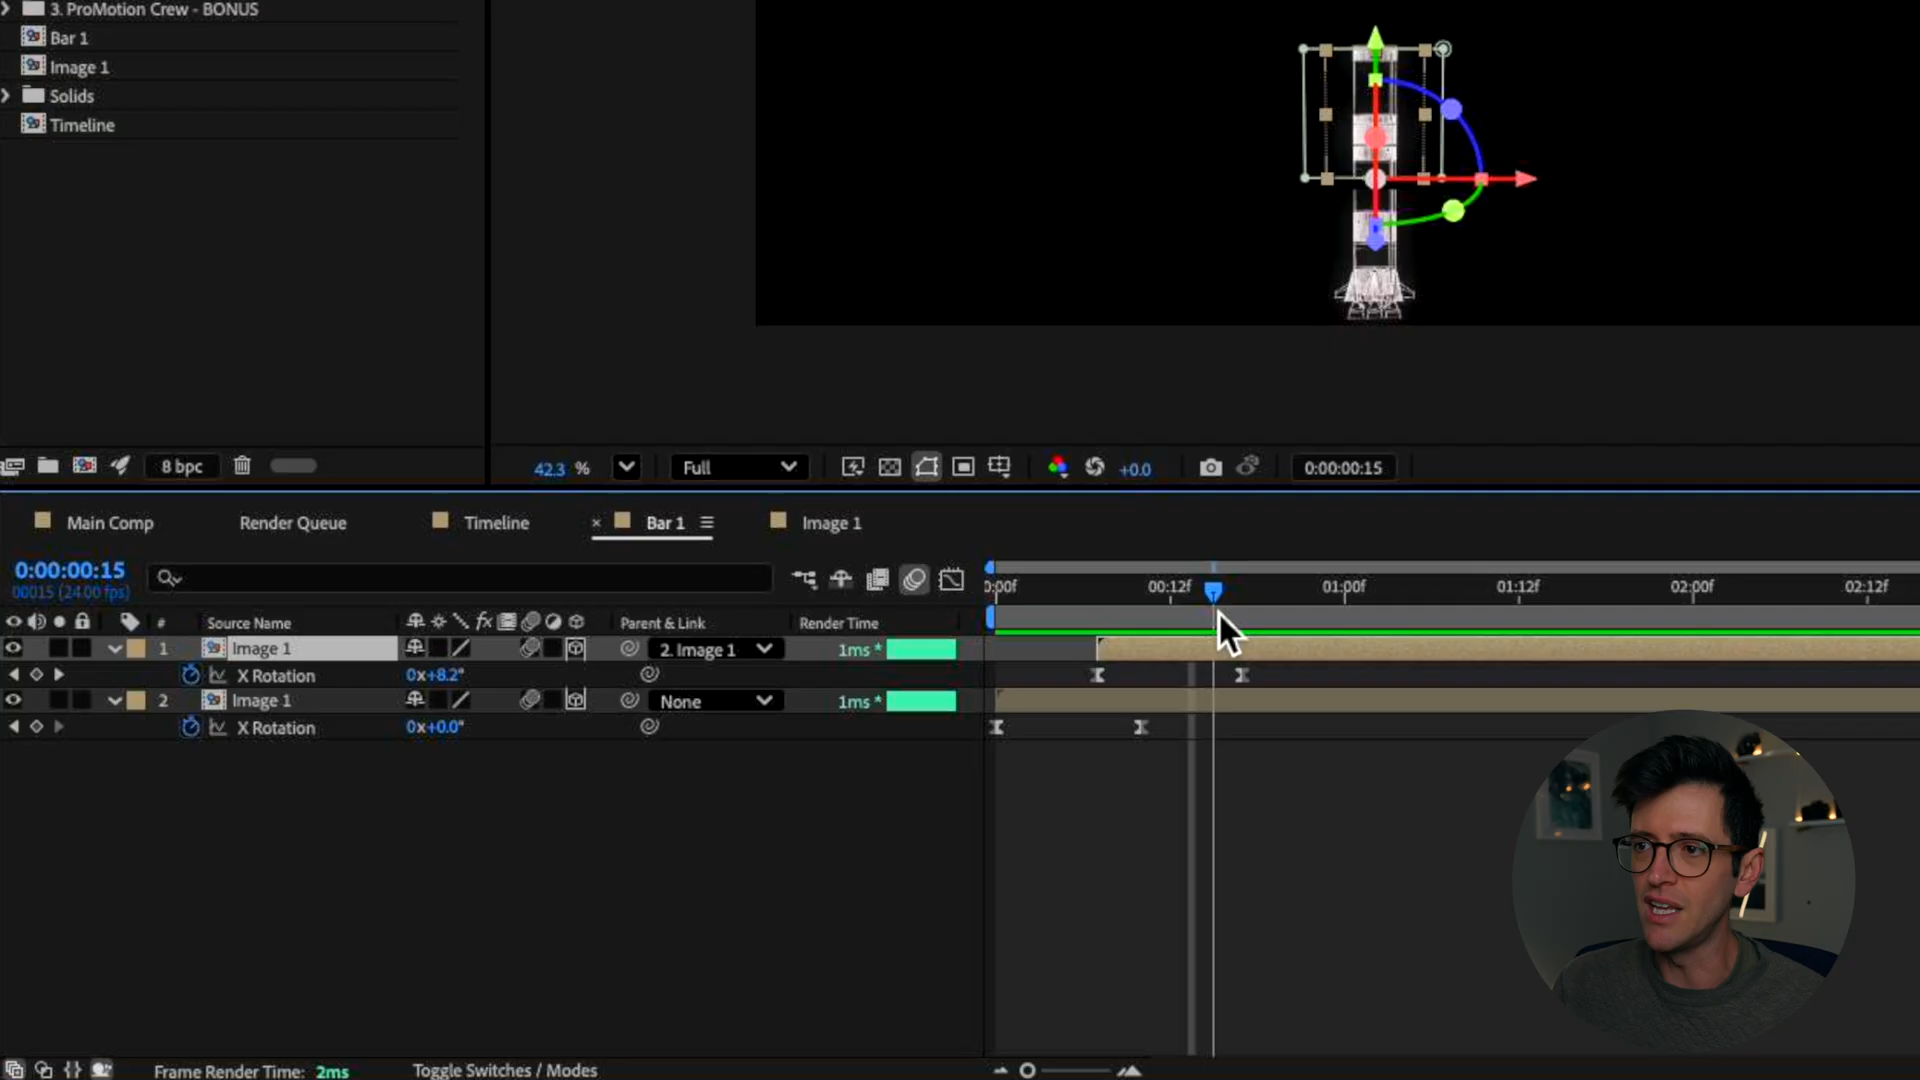 3. ProMotion Crew - BONUS
Bar 1
Image 1
Solids
Timeline
8 bpc
42.3 %
Full
+0.0
0:00:00:15
Main Comp
Render Queue
Timeline
× Bar 1
Image 1
0:00:00:15
00015 (24.00 fps)
0:00f 00:12f 01:00f 01:12f 02:00f 02:12f
# Source Name fx Parent & Link Render Time
1 Image 1 2. Image 1 1ms *
X Rotation 0x+8.2°
2 Image 1 None 1ms *
X Rotation 0x+0.0°
Frame Render Time: 2ms
Toggle Switches / Modes